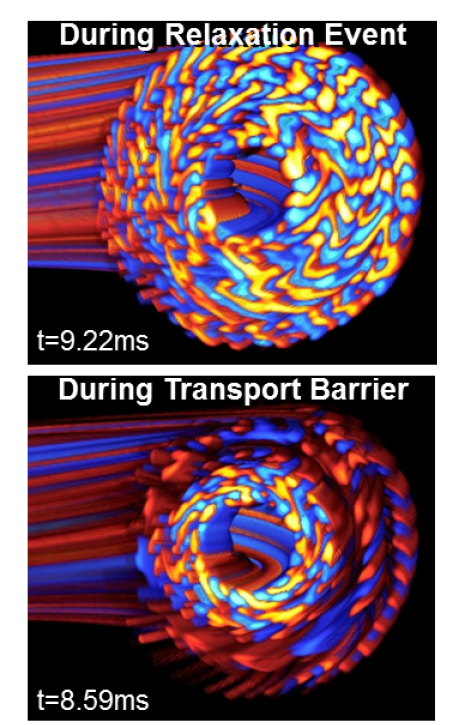 During Relaxation Event
t=9.22ms
During Transport Barrier
t=8.59ms